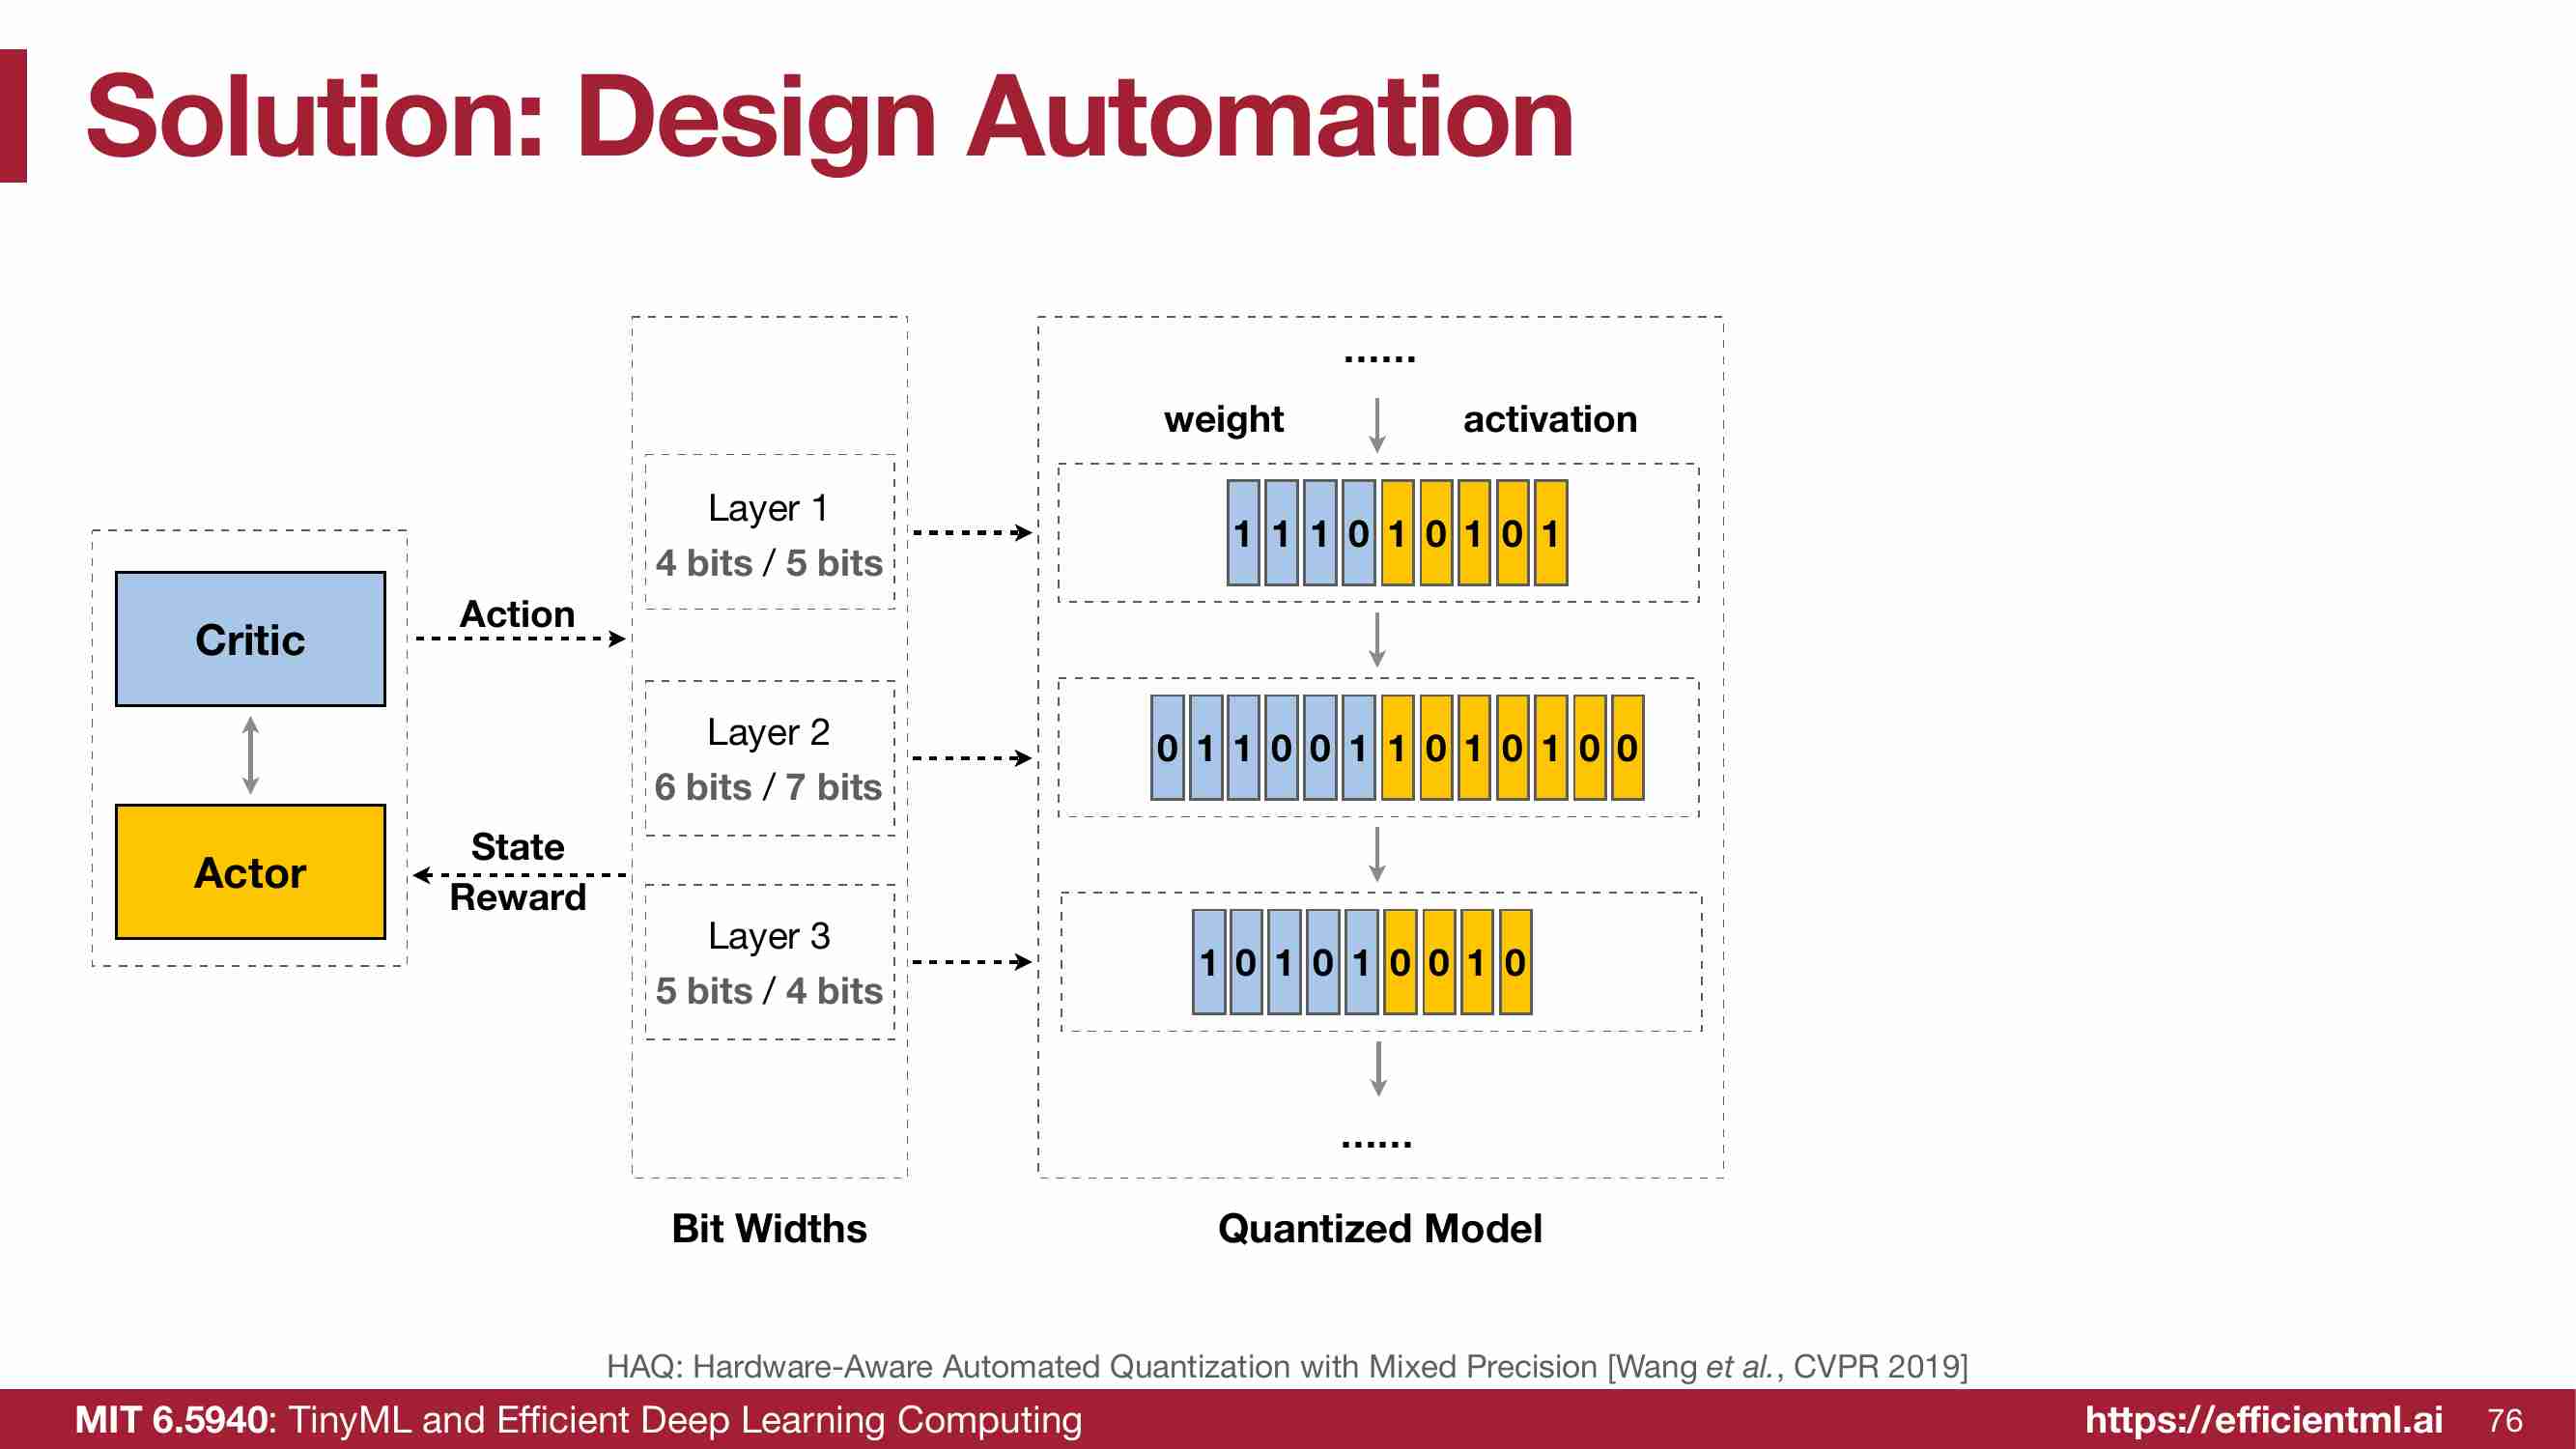 Solution: Design Automation
Critic
Actor
Action
State
Reward
Layer 1
4 bits / 5 bits
Layer 2
6 bits / 7 bits
Layer 3
5 bits / 4 bits
Bit Widths
......
weight
activation
1 1 1 0 1 0 1 0 1
0 1 1 0 0 1 1 0 1 0 1 0 0
1 0 1 0 1 0 0 1 0
......
Quantized Model
HAQ: Hardware-Aware Automated Quantization with Mixed Precision [Wang et al., CVPR 2019]
MIT 6.5940: TinyML and Efficient Deep Learning Computing
https://efficientml.ai
76